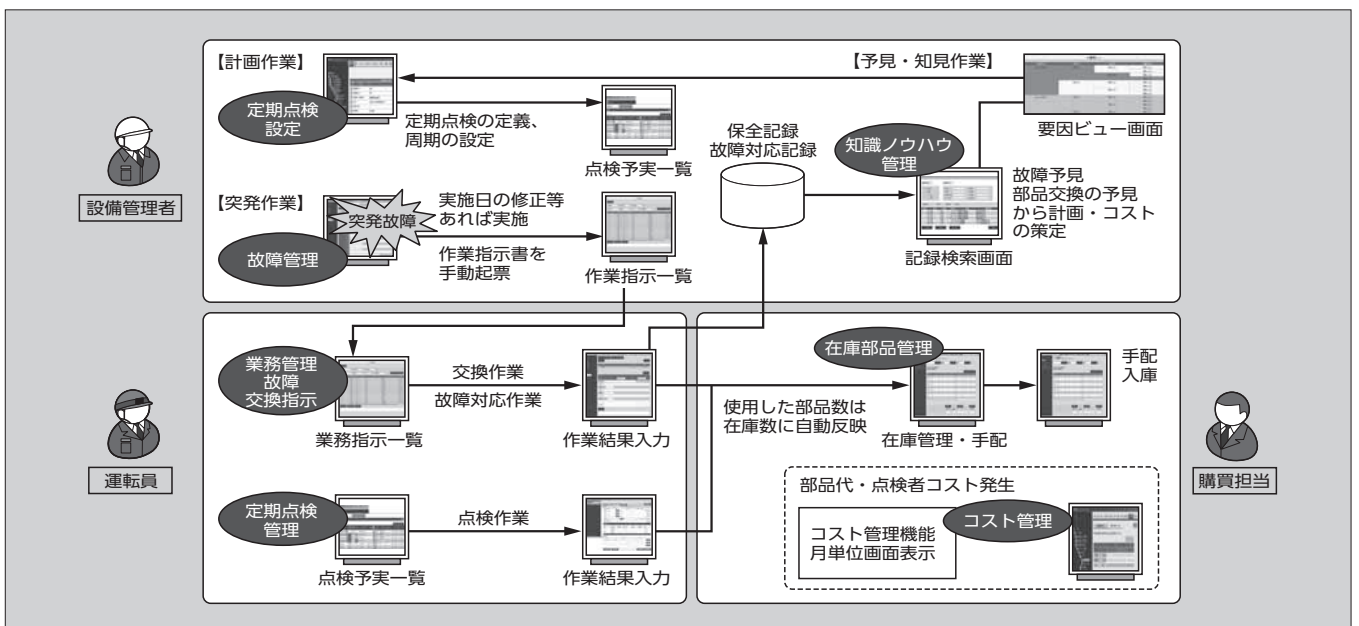 【計画作業】
定期点検
設定
定期点検の定義、
周期の設定
点検予実一覧
【予見・知見作業】
要因ビュー画面
保全記録
故障対応記録
知識ノウハウ
管理
故障予見
部品交換の予見
から計画・コスト
の策定
記録検索画面
設備管理者
【突発作業】
突発故障
故障管理
実施日の修正等
あれば実施
作業指示書を
手動起票
作業指示一覧
業務管理
故障
交換指示
業務指示一覧
交換作業
故障対応作業
作業結果入力
運転員
定期点検
管理
点検予実一覧
点検作業
作業結果入力
在庫部品管理
使用した部品数は
在庫数に自動反映
在庫管理・手配
手配
入庫
購買担当
部品代・点検者コスト発生
コスト管理機能
月単位画面表示
コスト管理